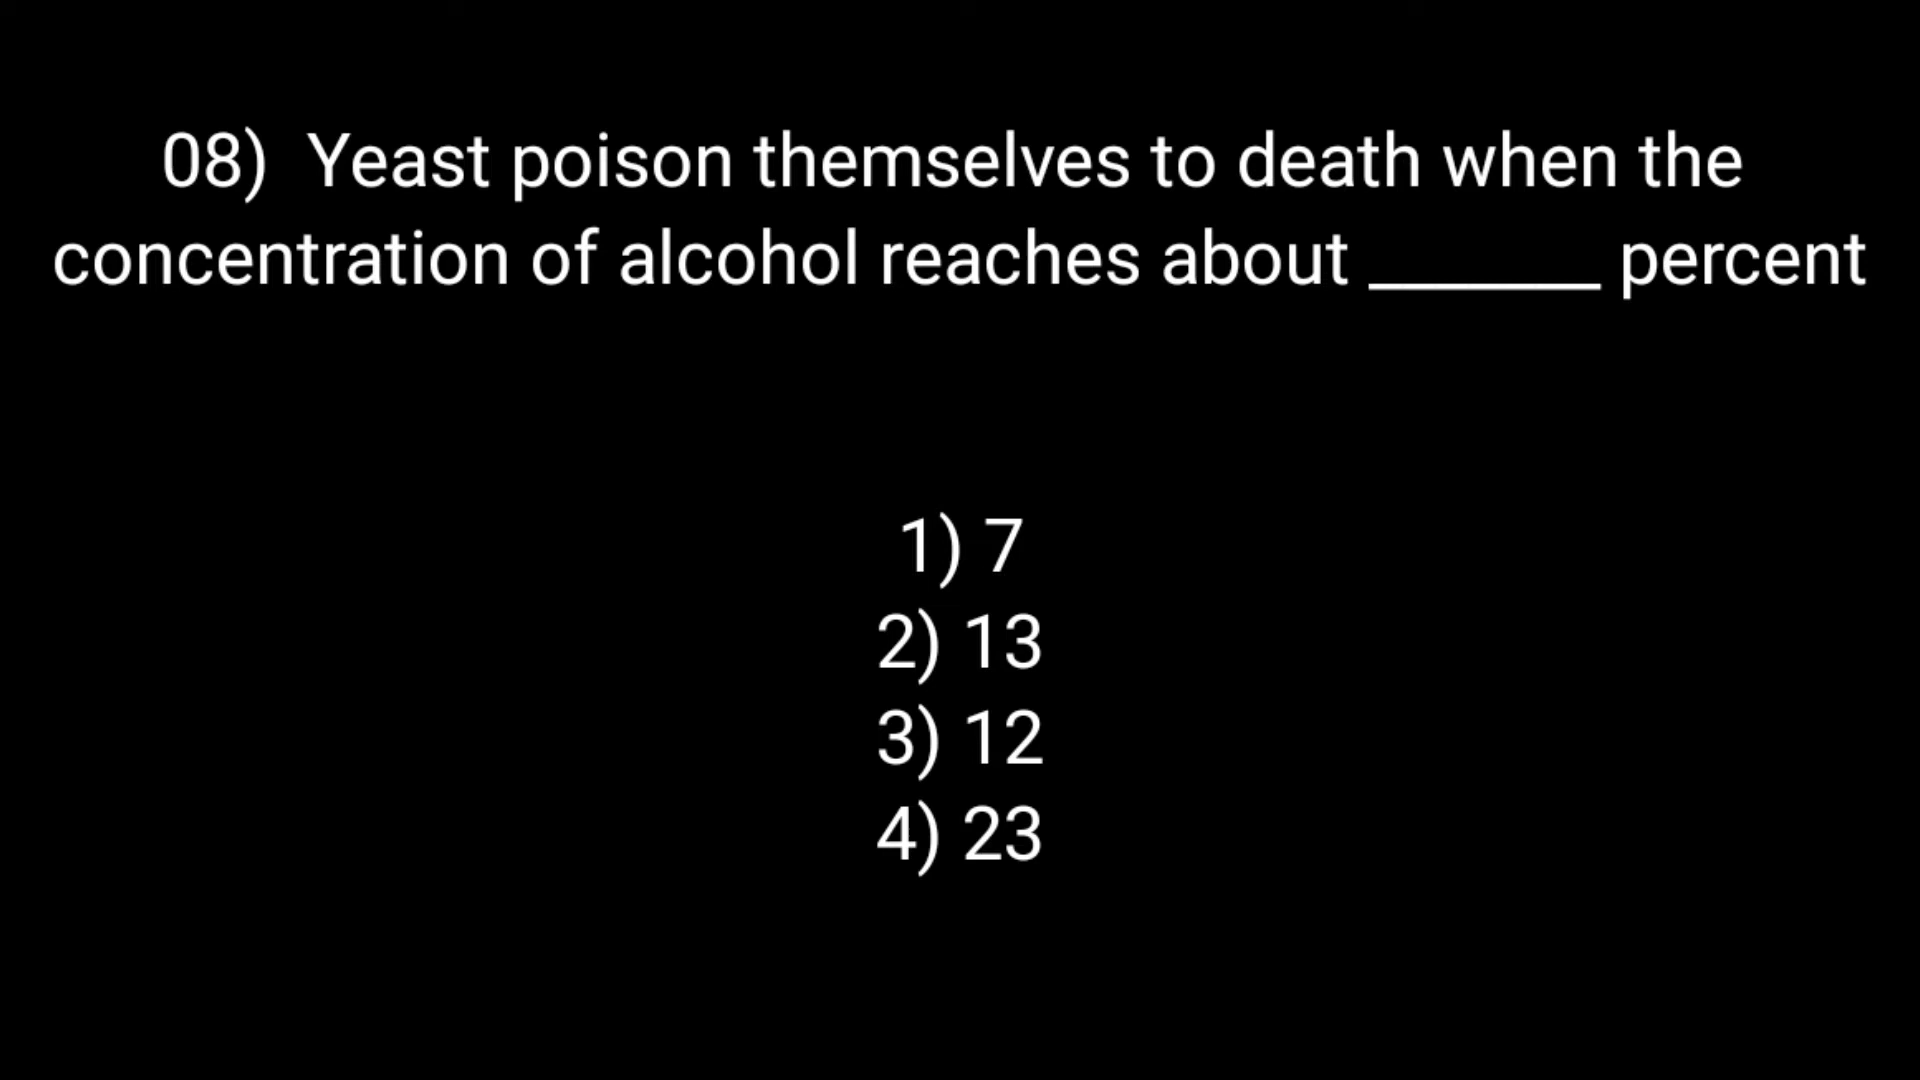 08)  Yeast poison themselves to death when the
concentration of alcohol reaches about _______ percent
1) 7
2) 13
3) 12
4) 23